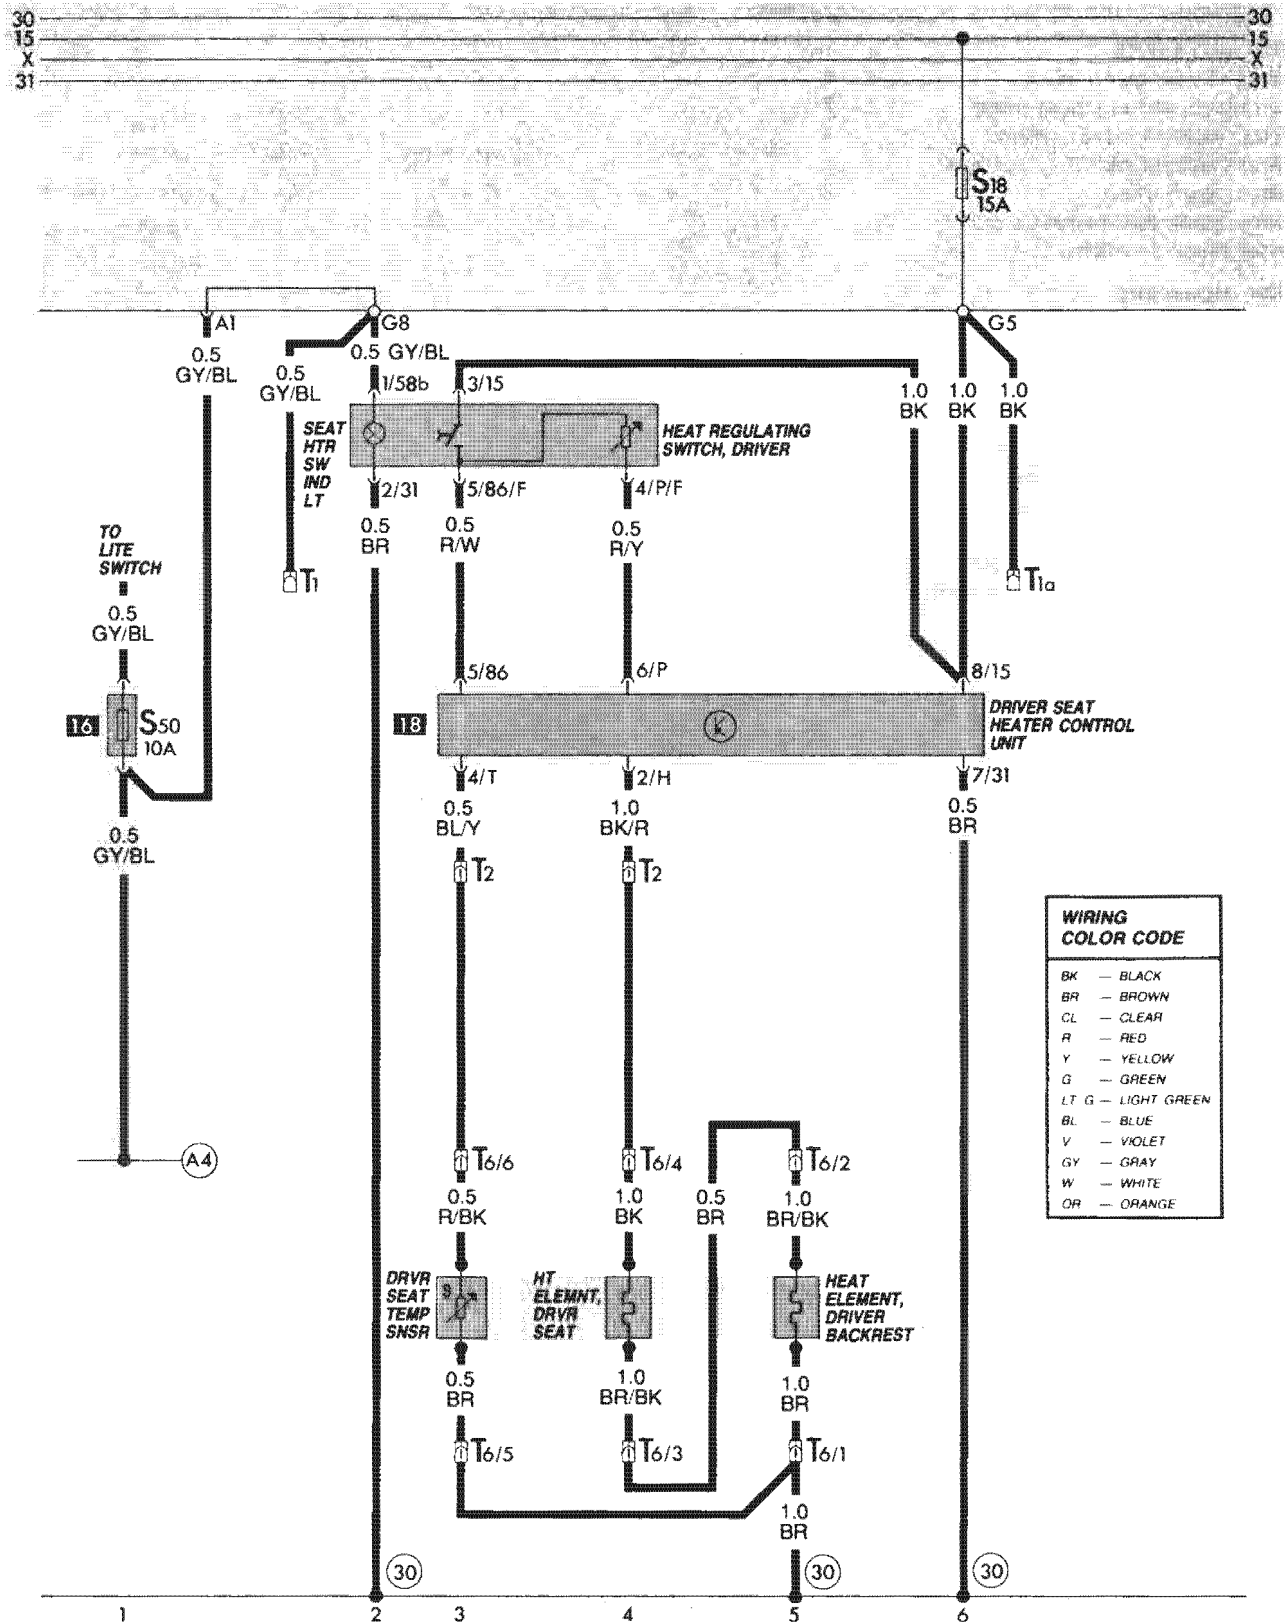 30 30
15 15
X X
31 31
S18
15A
A1
G8
G5
0.5
GY/BL
0.5
GY/BL
0.5 GY/BL
1/58b
3/15
1.0
BK
1.0
BK
1.0
BK
SEAT
HTR
SW
IND
LT
HEAT REGULATING
SWITCH, DRIVER
2/31
5/86/F
4/P/F
0.5
BR
0.5
R/W
0.5
R/Y
TO
LITE
SWITCH
T1
T1a
0.5
GY/BL
5/86
6/P
8/15
16
S50
10A
18
K
DRIVER SEAT
HEATER CONTROL
UNIT
4/T
2/H
7/31
0.5
BL/Y
1.0
BK/R
0.5
BR
0.5
GY/BL
T2
T2
WIRING
COLOR CODE
BK — BLACK
BR — BROWN
CL — CLEAR
R — RED
Y — YELLOW
G — GREEN
LT G — LIGHT GREEN
BL — BLUE
V — VIOLET
GY — GRAY
W — WHITE
OR — ORANGE
A4
T6/6
T6/4
T6/2
0.5
R/BK
1.0
BK
0.5
BR
1.0
BR/BK
DRVR
SEAT
TEMP
SNSR
HT
ELEMNT,
DRVR
SEAT
HEAT
ELEMENT,
DRIVER
BACKREST
0.5
BR
1.0
BR/BK
1.0
BR
T6/5
T6/3
T6/1
1.0
BR
30
30
30
1 2 3 4 5 6